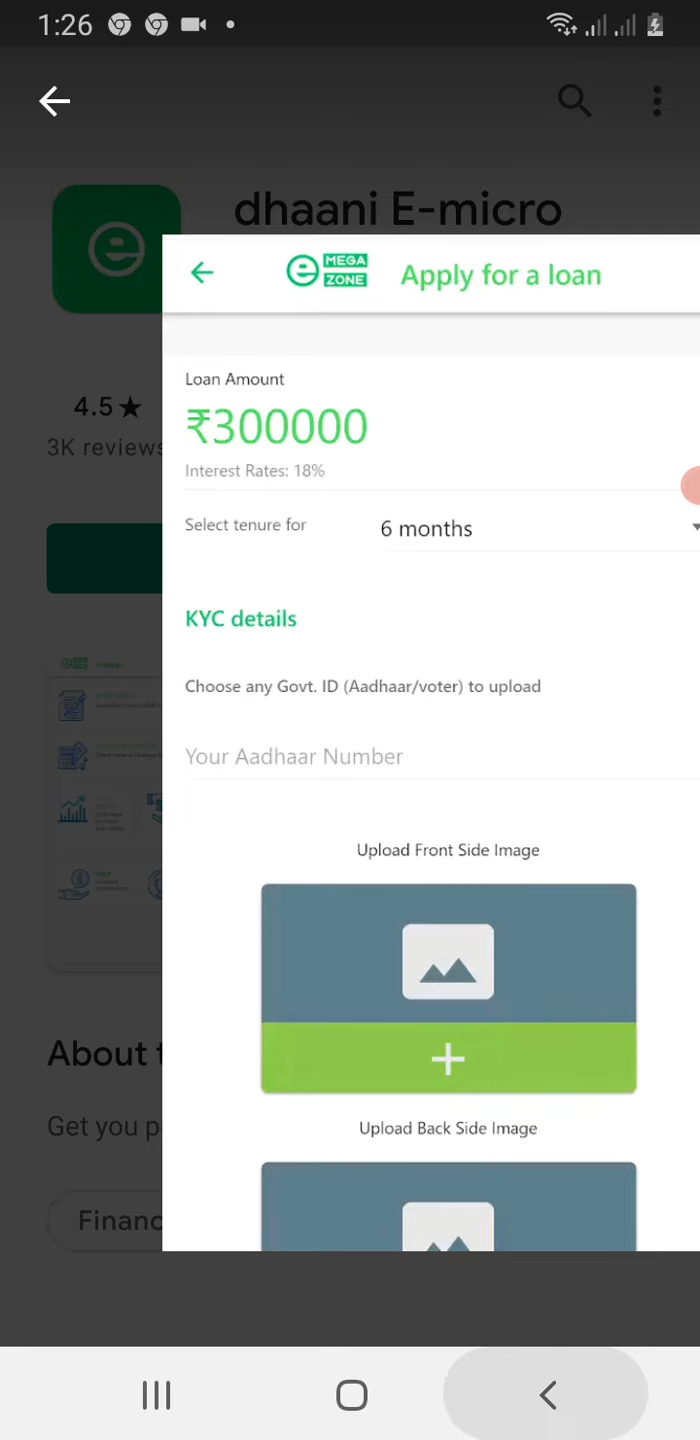 1:26
dhaani E-micro
e MEGA ZONE Apply for a loan
Loan Amount
4.5★
₹300000
3K reviews
Interest Rates: 18%
Select tenure for 6 months
KYC details
Choose any Govt. ID (Aadhaar/voter) to upload
Your Aadhaar Number
Upload Front Side Image
+
About t
Get you p
Upload Back Side Image
Financ